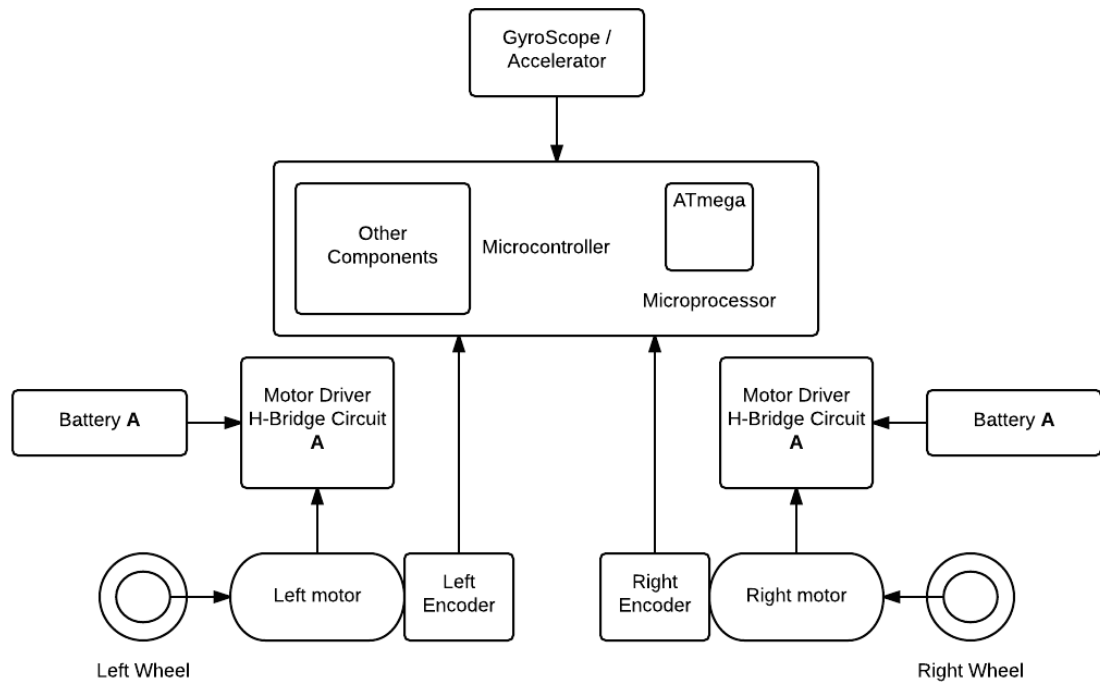 GyroScope /
Accelerator
Other
Components
Microcontroller
ATmega
Microprocessor
Battery A
Motor Driver
H-Bridge Circuit
A
Motor Driver
H-Bridge Circuit
A
Battery A
Left motor
Left
Encoder
Right
Encoder
Right motor
Left Wheel
Right Wheel